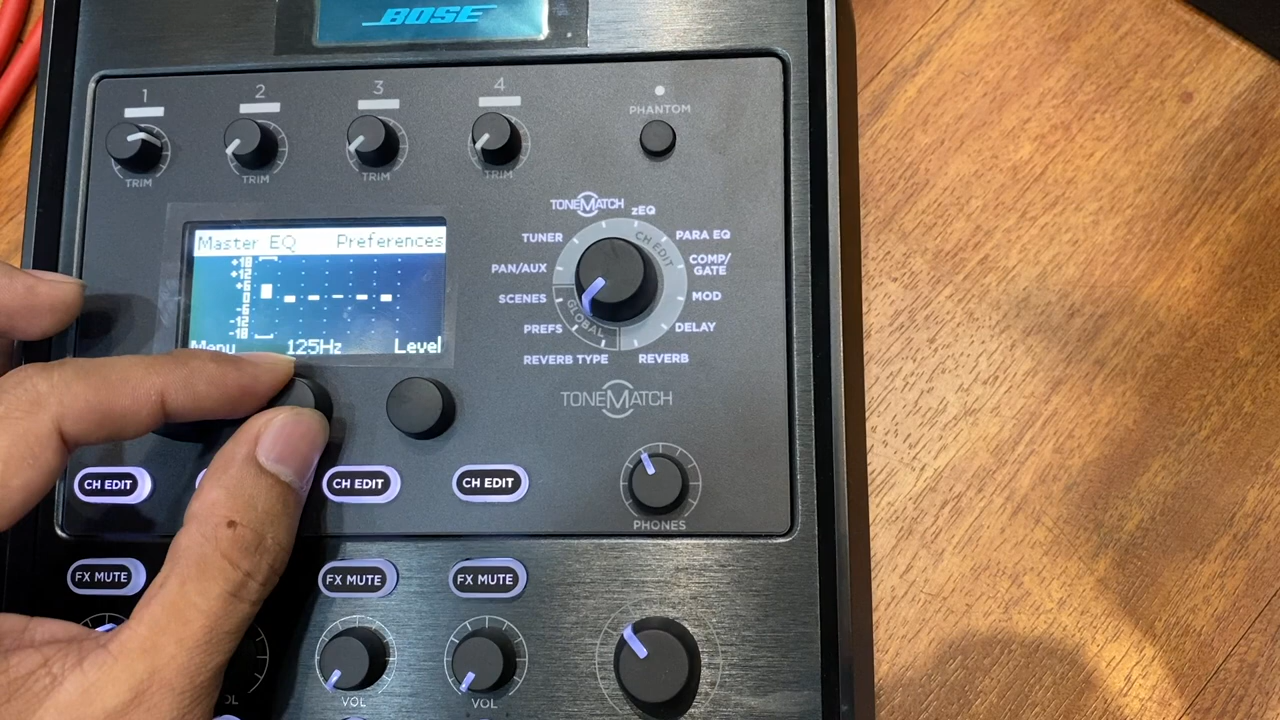 BOSE
1 2 3 4
PHANTOM
TRIM TRIM TRIM TRIM
TONEMATCH
zEQ
PARA EQ
COMP/
GATE
MOD
DELAY
REVERB
REVERB TYPE
PREFS
SCENES
PAN/AUX
TUNER
CH EDIT
GLOBAL
Master EQ Preferences
+18
+12
+6
0
-6
-12
-18
Menu 125Hz Level
TONEMATCH
CH EDIT CH EDIT CH EDIT
PHONES
FX MUTE FX MUTE FX MUTE
VOL VOL